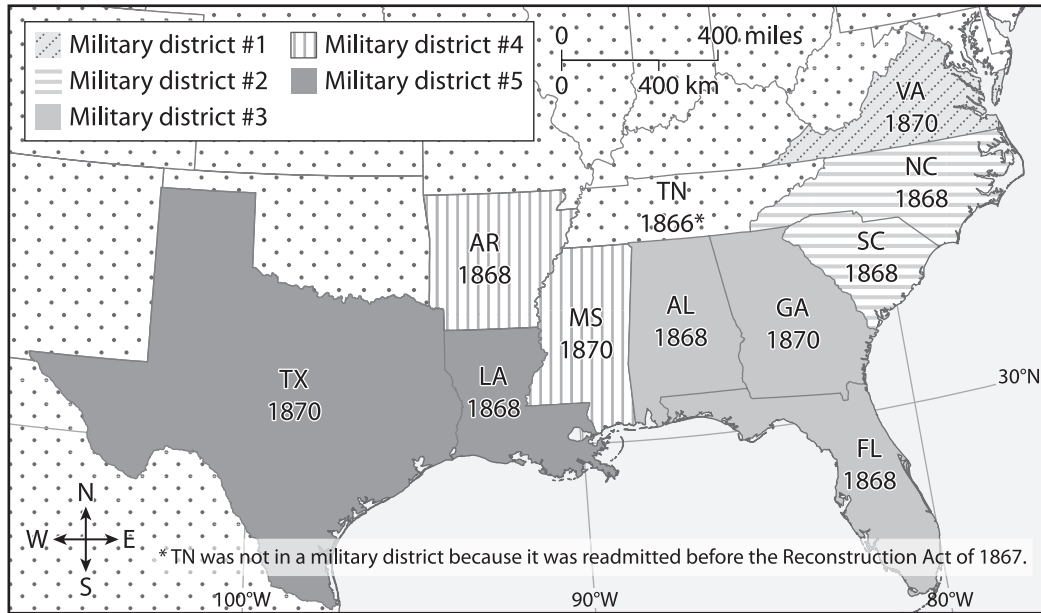 Military district #1
Military district #2
Military district #3
Military district #4
Military district #5
0 400 miles
0 400 km
VA
1870
NC
1868
TN
1866*
SC
1868
AR
1868
MS
1870
AL
1868
GA
1870
TX
1870
LA
1868
FL
1868
30°N
N
W E
S
* TN was not in a military district because it was readmitted before the Reconstruction Act of 1867.
100°W
90°W
80°W